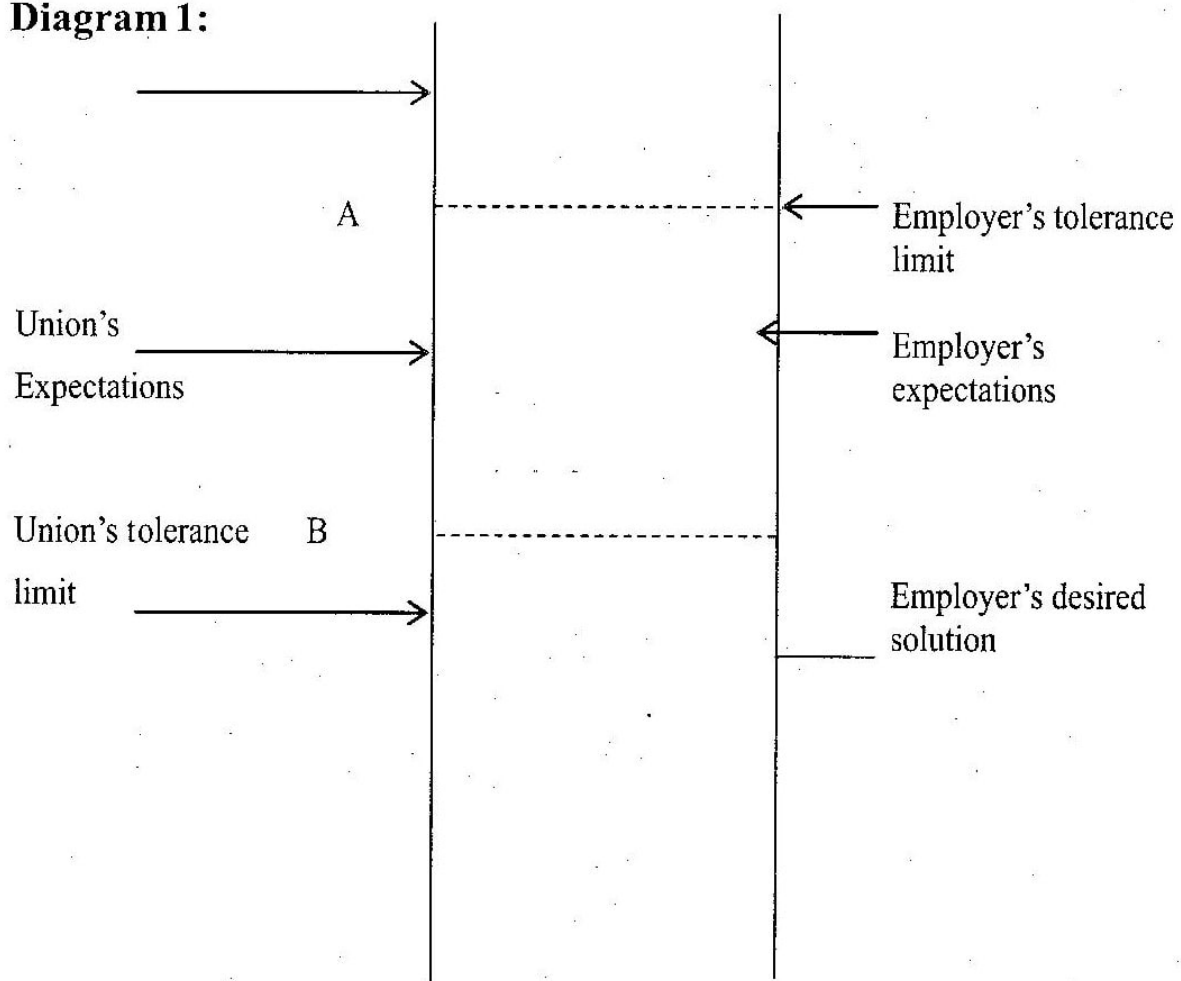 Diagram 1:
A
Employer's tolerance
limit
Union's
Expectations
Employer's
expectations
Union's tolerance B
limit
Employer's desired
solution